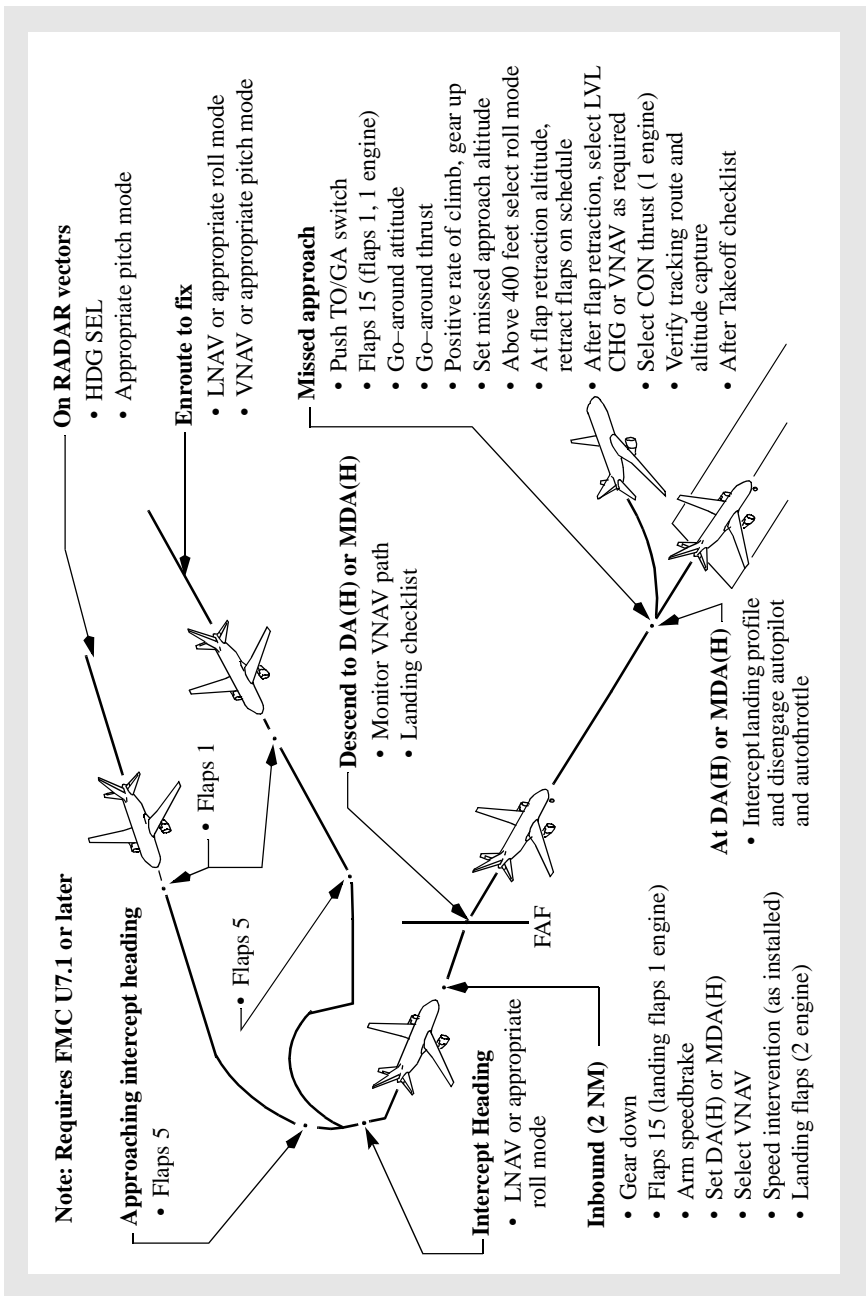 Note: Requires FMC U7.1 or later
On RADAR vectors
• HDG SEL
• Appropriate pitch mode
Approaching intercept heading
• Flaps 5
• Flaps 1
Enroute to fix
• LNAV or appropriate roll mode
• VNAV or appropriate pitch mode
• Flaps 5
Intercept Heading
• LNAV or appropriate
roll mode
Inbound (2 NM)
• Gear down
• Flaps 15 (landing flaps 1 engine)
• Arm speedbrake
• Set DA(H) or MDA(H)
• Select VNAV
• Speed intervention (as installed)
• Landing flaps (2 engine)
FAF
Descend to DA(H) or MDA(H)
• Monitor VNAV path
• Landing checklist
At DA(H) or MDA(H)
• Intercept landing profile
and disengage autopilot
and autothrottle
Missed approach
• Push TO/GA switch
• Flaps 15 (flaps 1, 1 engine)
• Go–around attitude
• Go–around thrust
• Positive rate of climb, gear up
• Set missed approach altitude
• Above 400 feet select roll mode
• At flap retraction altitude,
retract flaps on schedule
• After flap retraction, select LVL
CHG or VNAV as required
• Select CON thrust (1 engine)
• Verify tracking route and
altitude capture
• After Takeoff checklist